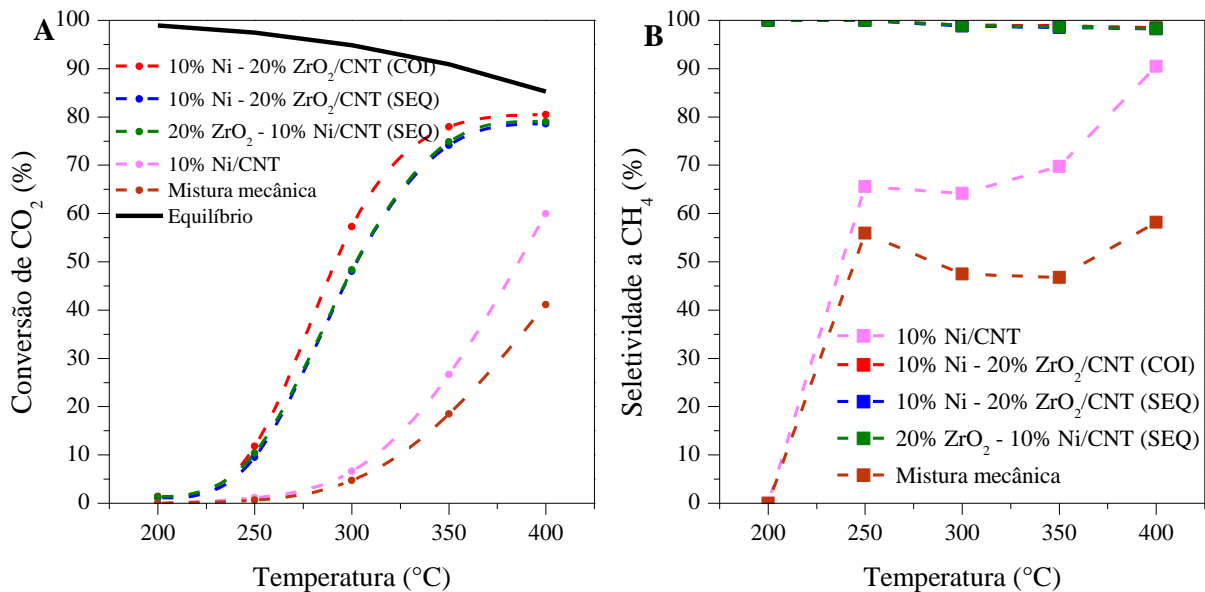 A
100
90
80
70
60
50
40
30
20
10
0
Conversão de CO2 (%)
10% Ni - 20% ZrO2/CNT (COI)
10% Ni - 20% ZrO2/CNT (SEQ)
20% ZrO2 - 10% Ni/CNT (SEQ)
10% Ni/CNT
Mistura mecânica
Equilíbrio
200 250 300 350 400
Temperatura (°C)
B
100
90
80
70
60
50
40
30
20
10
0
Seletividade a CH4 (%)
10% Ni/CNT
10% Ni - 20% ZrO2/CNT (COI)
10% Ni - 20% ZrO2/CNT (SEQ)
20% ZrO2 - 10% Ni/CNT (SEQ)
Mistura mecânica
200 250 300 350 400
Temperatura (°C)